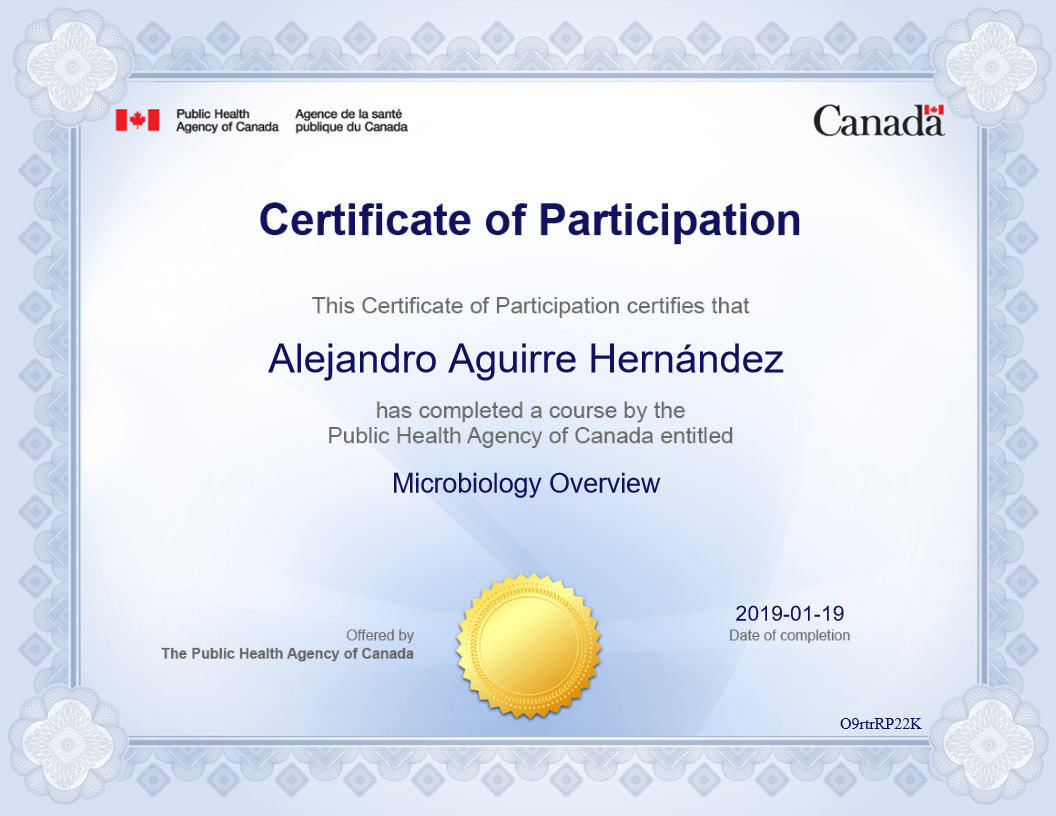 Public Health
Agency of Canada
Agence de la santé
publique du Canada
Canada
Certificate of Participation
This Certificate of Participation certifies that
Alejandro Aguirre Hernández
has completed a course by the
Public Health Agency of Canada entitled
Microbiology Overview
Offered by
The Public Health Agency of Canada
2019-01-19
Date of completion
O9rtrRP22K